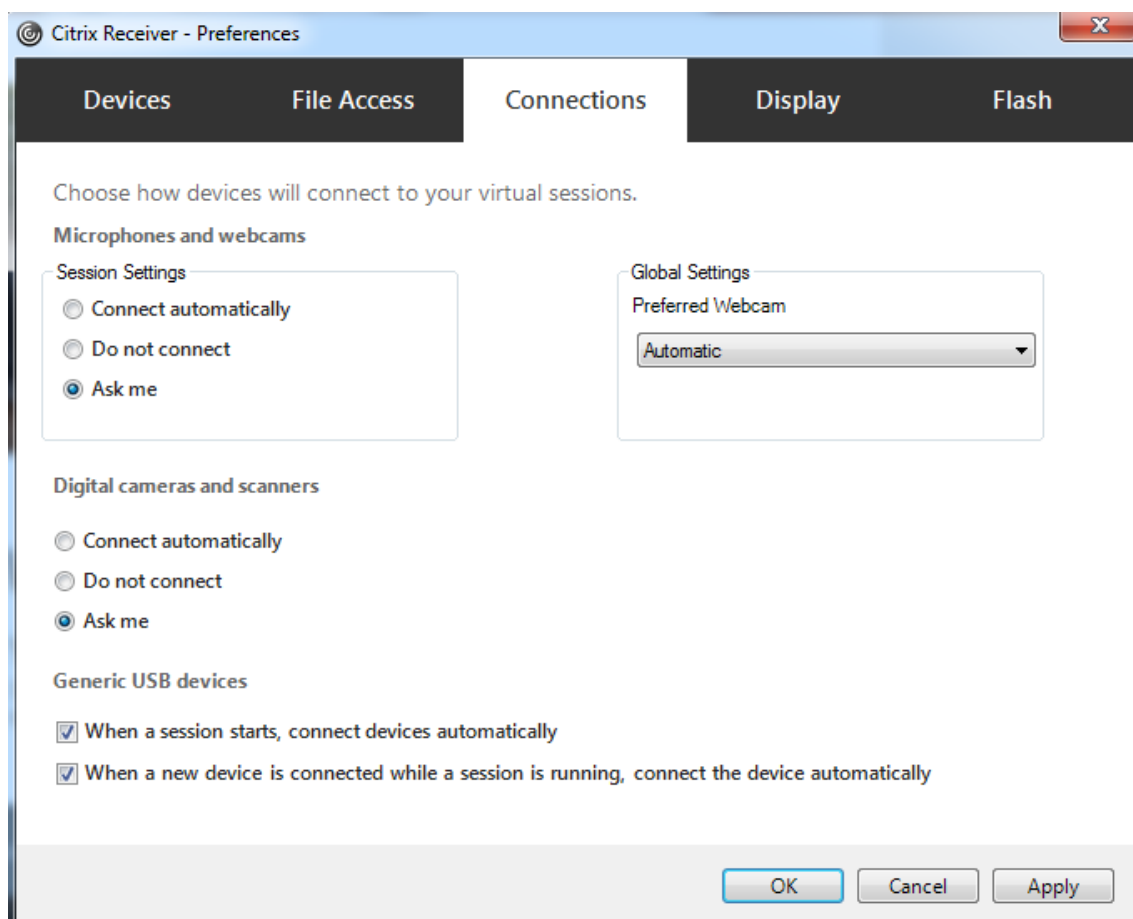 Citrix Receiver - Preferences
Devices File Access Connections Display Flash
Choose how devices will connect to your virtual sessions.
Microphones and webcams
Session Settings
Connect automatically
Do not connect
Ask me
Global Settings
Preferred Webcam
Automatic
Digital cameras and scanners
Connect automatically
Do not connect
Ask me
Generic USB devices
When a session starts, connect devices automatically
When a new device is connected while a session is running, connect the device automatically
OK Cancel Apply